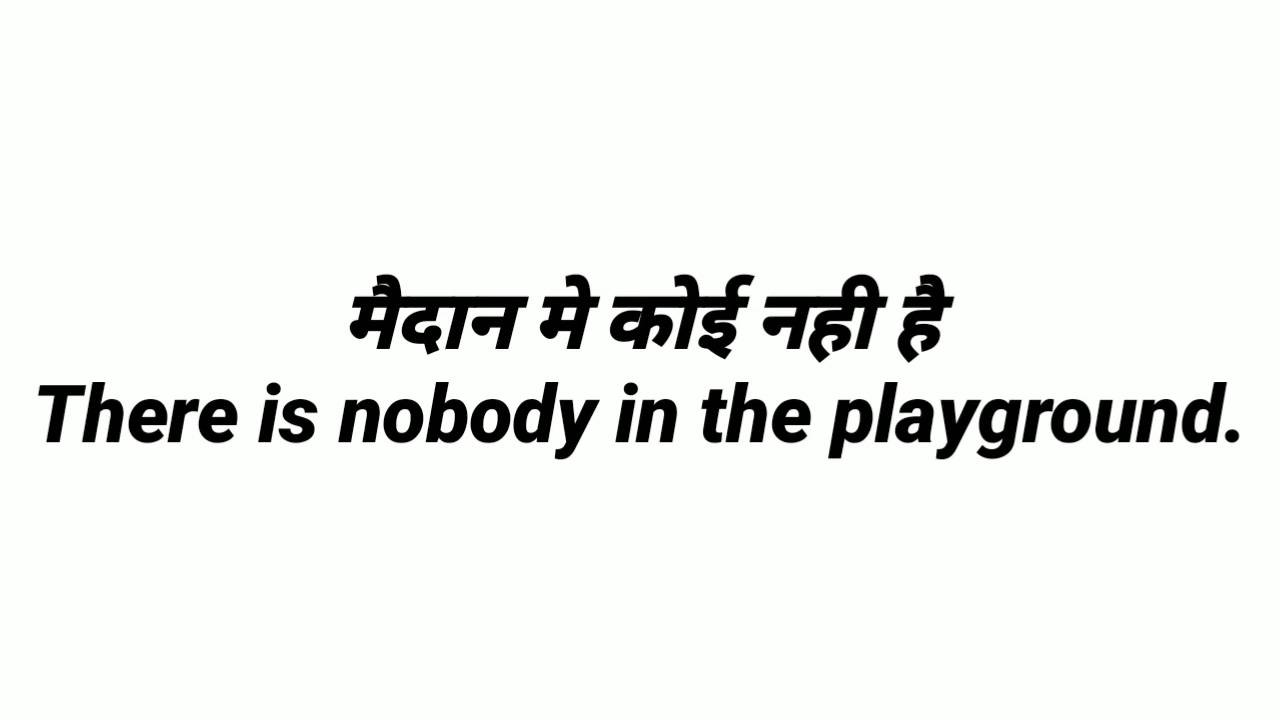 मैदान मे कोई नही है
There is nobody in the playground.